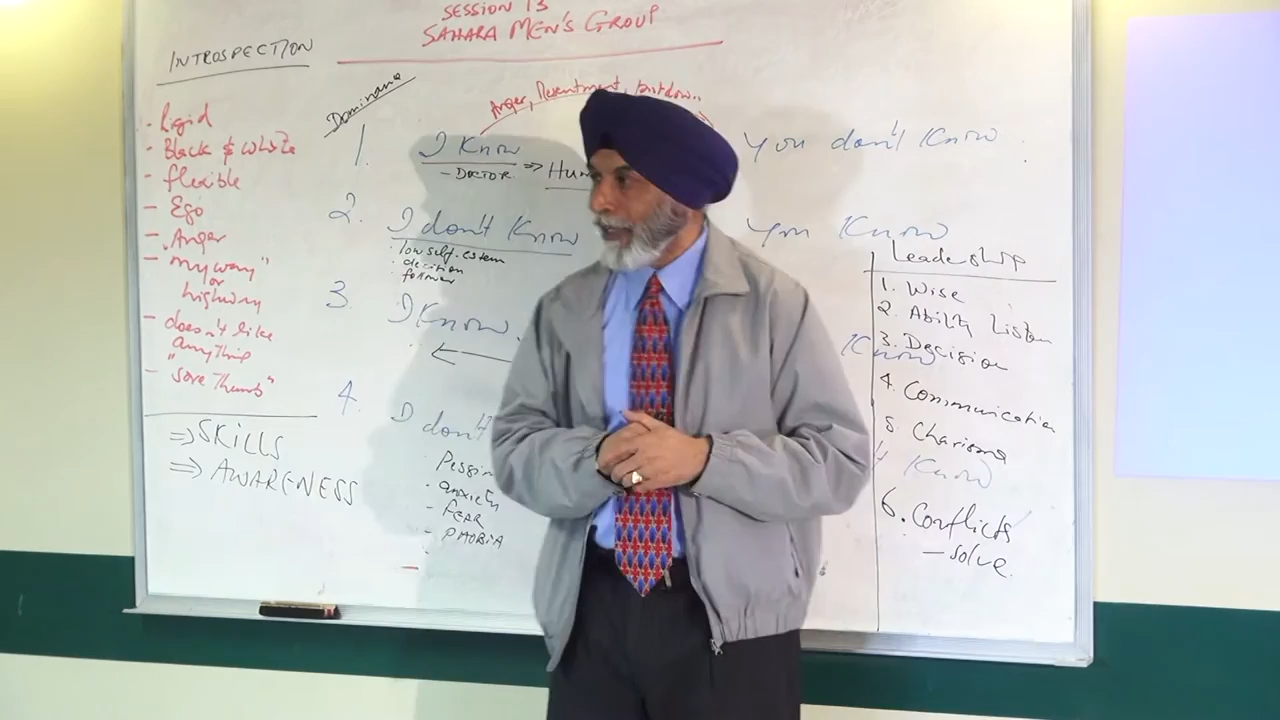 SESSION 13
SAHARA MEN'S GROUP
INTROSPECTION
- Rigid
- Black & white
- flexible
- Ego
- Anger
- "my way"
or
highway
- doesn't like
anything
- "sore thumb"
⇒ SKILLS
⇒ AWARENESS
Dominance
Anger, Resentment,
1. I Know
You don't Know
- DOCTOR ⇒
2. I don't Know
You Know
low self-esteem
decision
follower
3. I Know
Know
4. I don't
Know
anxiety
- FEAR
- PHOBIA
Leadership
1. Wise
2. Ability Listen
3. Decision
4. Communication
5. Charisma
6. Conflicts
- solve.